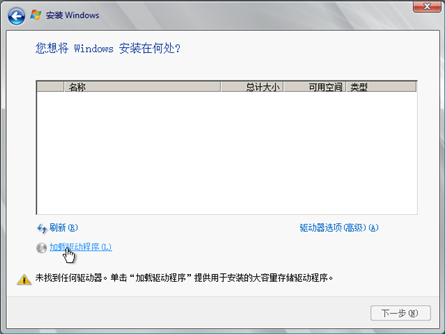 安装 Windows
您想将 Windows 安装在何处?
名称 总计大小 可用空间 类型
刷新(R) 驱动器选项(高级)(A)
加载驱动程序(L)
未找到任何驱动器。单击“加载驱动程序”提供用于安装的大容量存储驱动程序。
下一步(N)